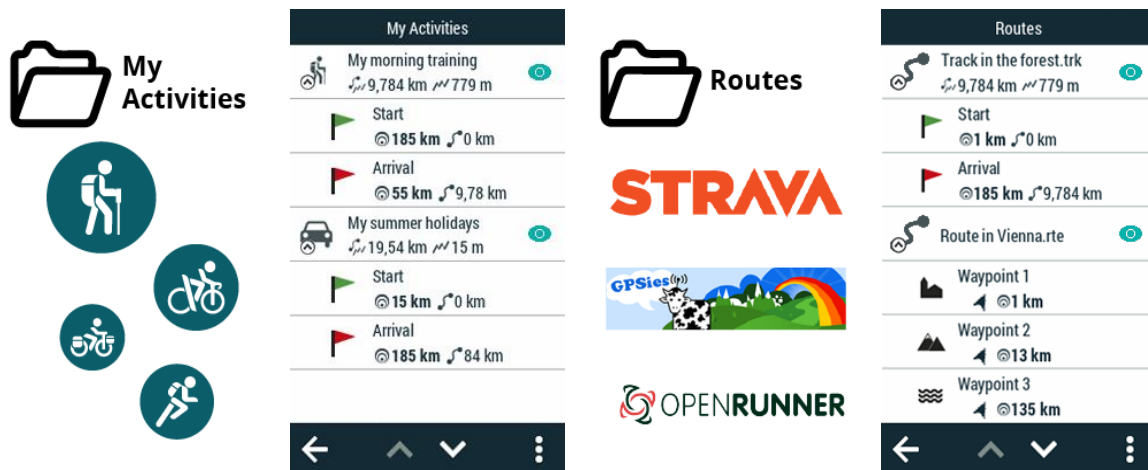 My
Activities
My Activities
My morning training
9,784 km 779 m
Start
185 km 0 km
Arrival
55 km 9,78 km
My summer holidays
19,54 km 15 m
Start
15 km 0 km
Arrival
185 km 84 km
Routes
STRAVA
GPSies
OPENRUNNER
Routes
Track in the forest.trk
9,784 km 779 m
Start
1 km 0 km
Arrival
185 km 9,784 km
Route in Vienna.rte
Waypoint 1
1 km
Waypoint 2
13 km
Waypoint 3
135 km